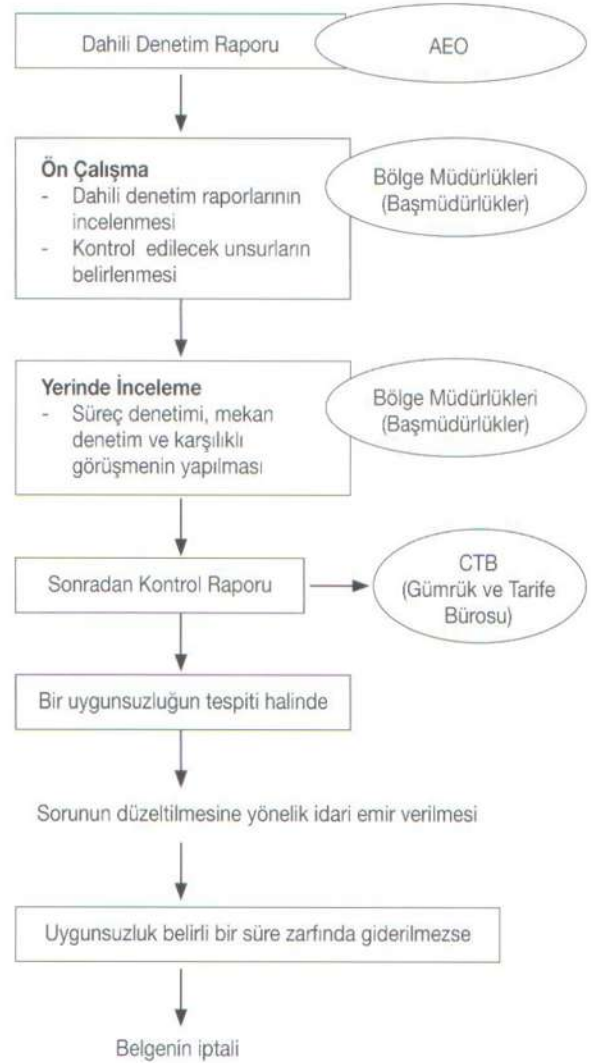 Dahili Denetim Raporu
AEO
Ön Çalışma
- Dahili denetim raporlarının
incelenmesi
- Kontrol edilecek unsurların
belirlenmesi
Bölge Müdürlükleri
(Başmüdürlükler)
Yerinde İnceleme
- Süreç denetimi, mekan
denetim ve karşılıklı
görüşmenin yapılması
Bölge Müdürlükleri
(Başmüdürlükler)
Sonradan Kontrol Raporu
CTB
(Gümrük ve Tarife
Bürosu)
Bir uygunsuzluğun tespiti halinde
Sorunun düzeltilmesine yönelik idari emir verilmesi
Uygunsuzluk belirli bir süre zarfında giderilmezse
Belgenin iptali